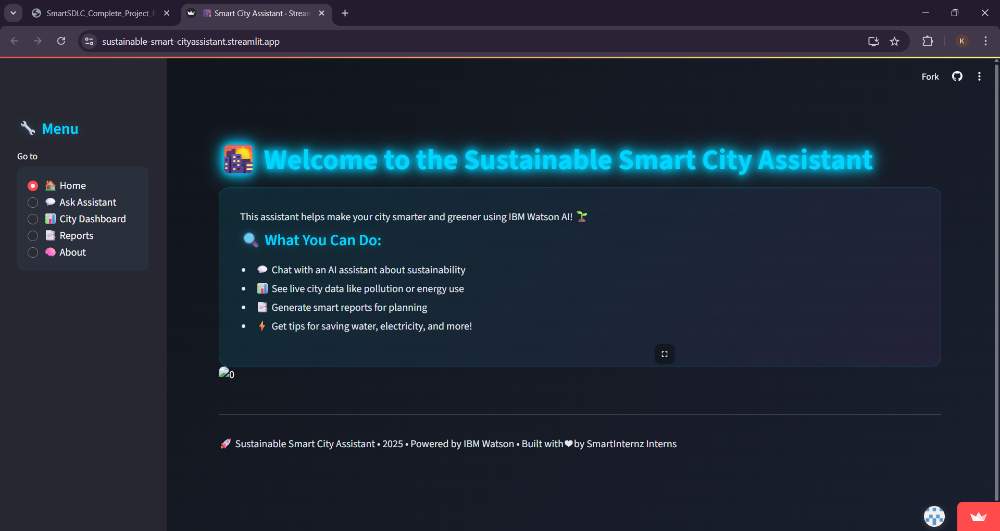 SmartSDLC_Complete_Project_
Smart City Assistant · Strea
sustainable-smart-cityassistant.streamlit.app
K
Fork
Menu
Go to
Home
Ask Assistant
City Dashboard
Reports
About
Welcome to the Sustainable Smart City Assistant
This assistant helps make your city smarter and greener using IBM Watson AI!
What You Can Do:
• Chat with an AI assistant about sustainability
• See live city data like pollution or energy use
• Generate smart reports for planning
• Get tips for saving water, electricity, and more!
0
Sustainable Smart City Assistant • 2025 • Powered by IBM Watson • Built with❤by SmartInternz Interns